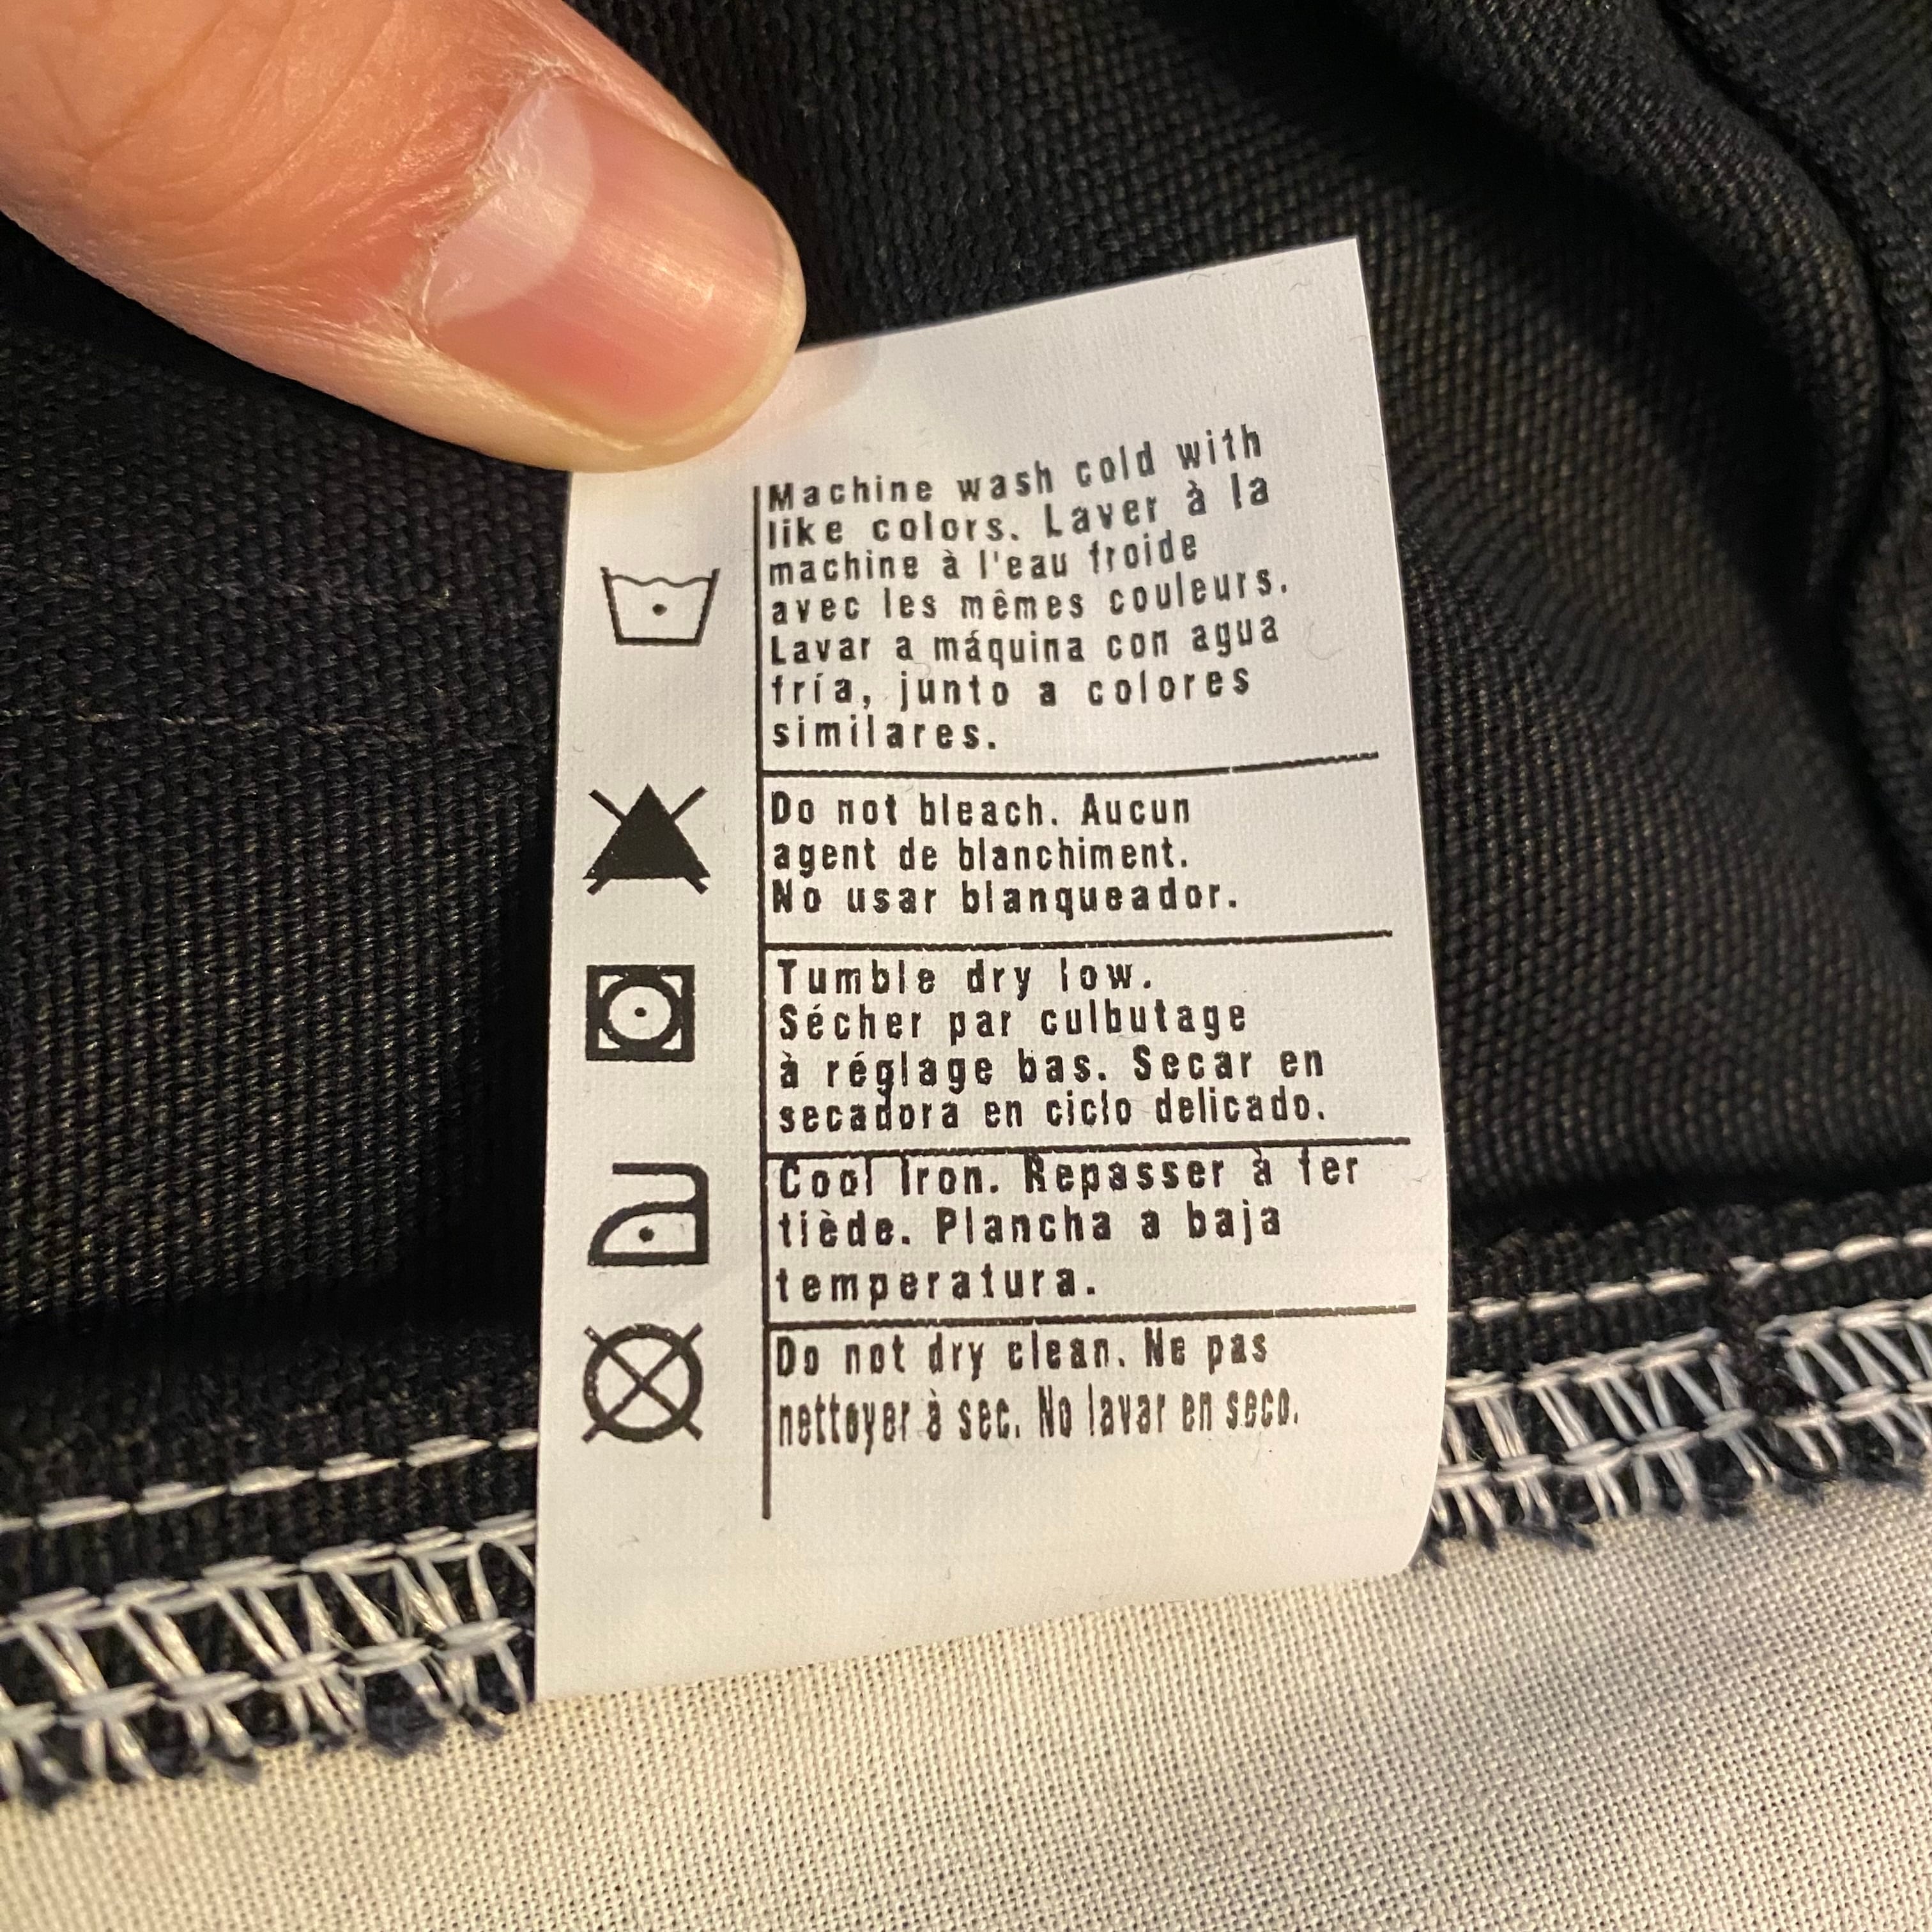 Machine wash cold with
like colors. Laver à la
machine à l'eau froide
avec les mêmes couleurs.
Lavar a máquina con agua
fría, junto a colores
similares.
Do not bleach. Aucun
agent de blanchiment.
No usar blanqueador.
Tumble dry low.
Sécher par culbutage
à réglage bas. Secar en
secadora en ciclo delicado.
Cool Iron. Repasser à fer
tiède. Plancha a baja
temperatura.
Do not dry clean. Ne pas
nettoyer à sec. No lavar en seco.